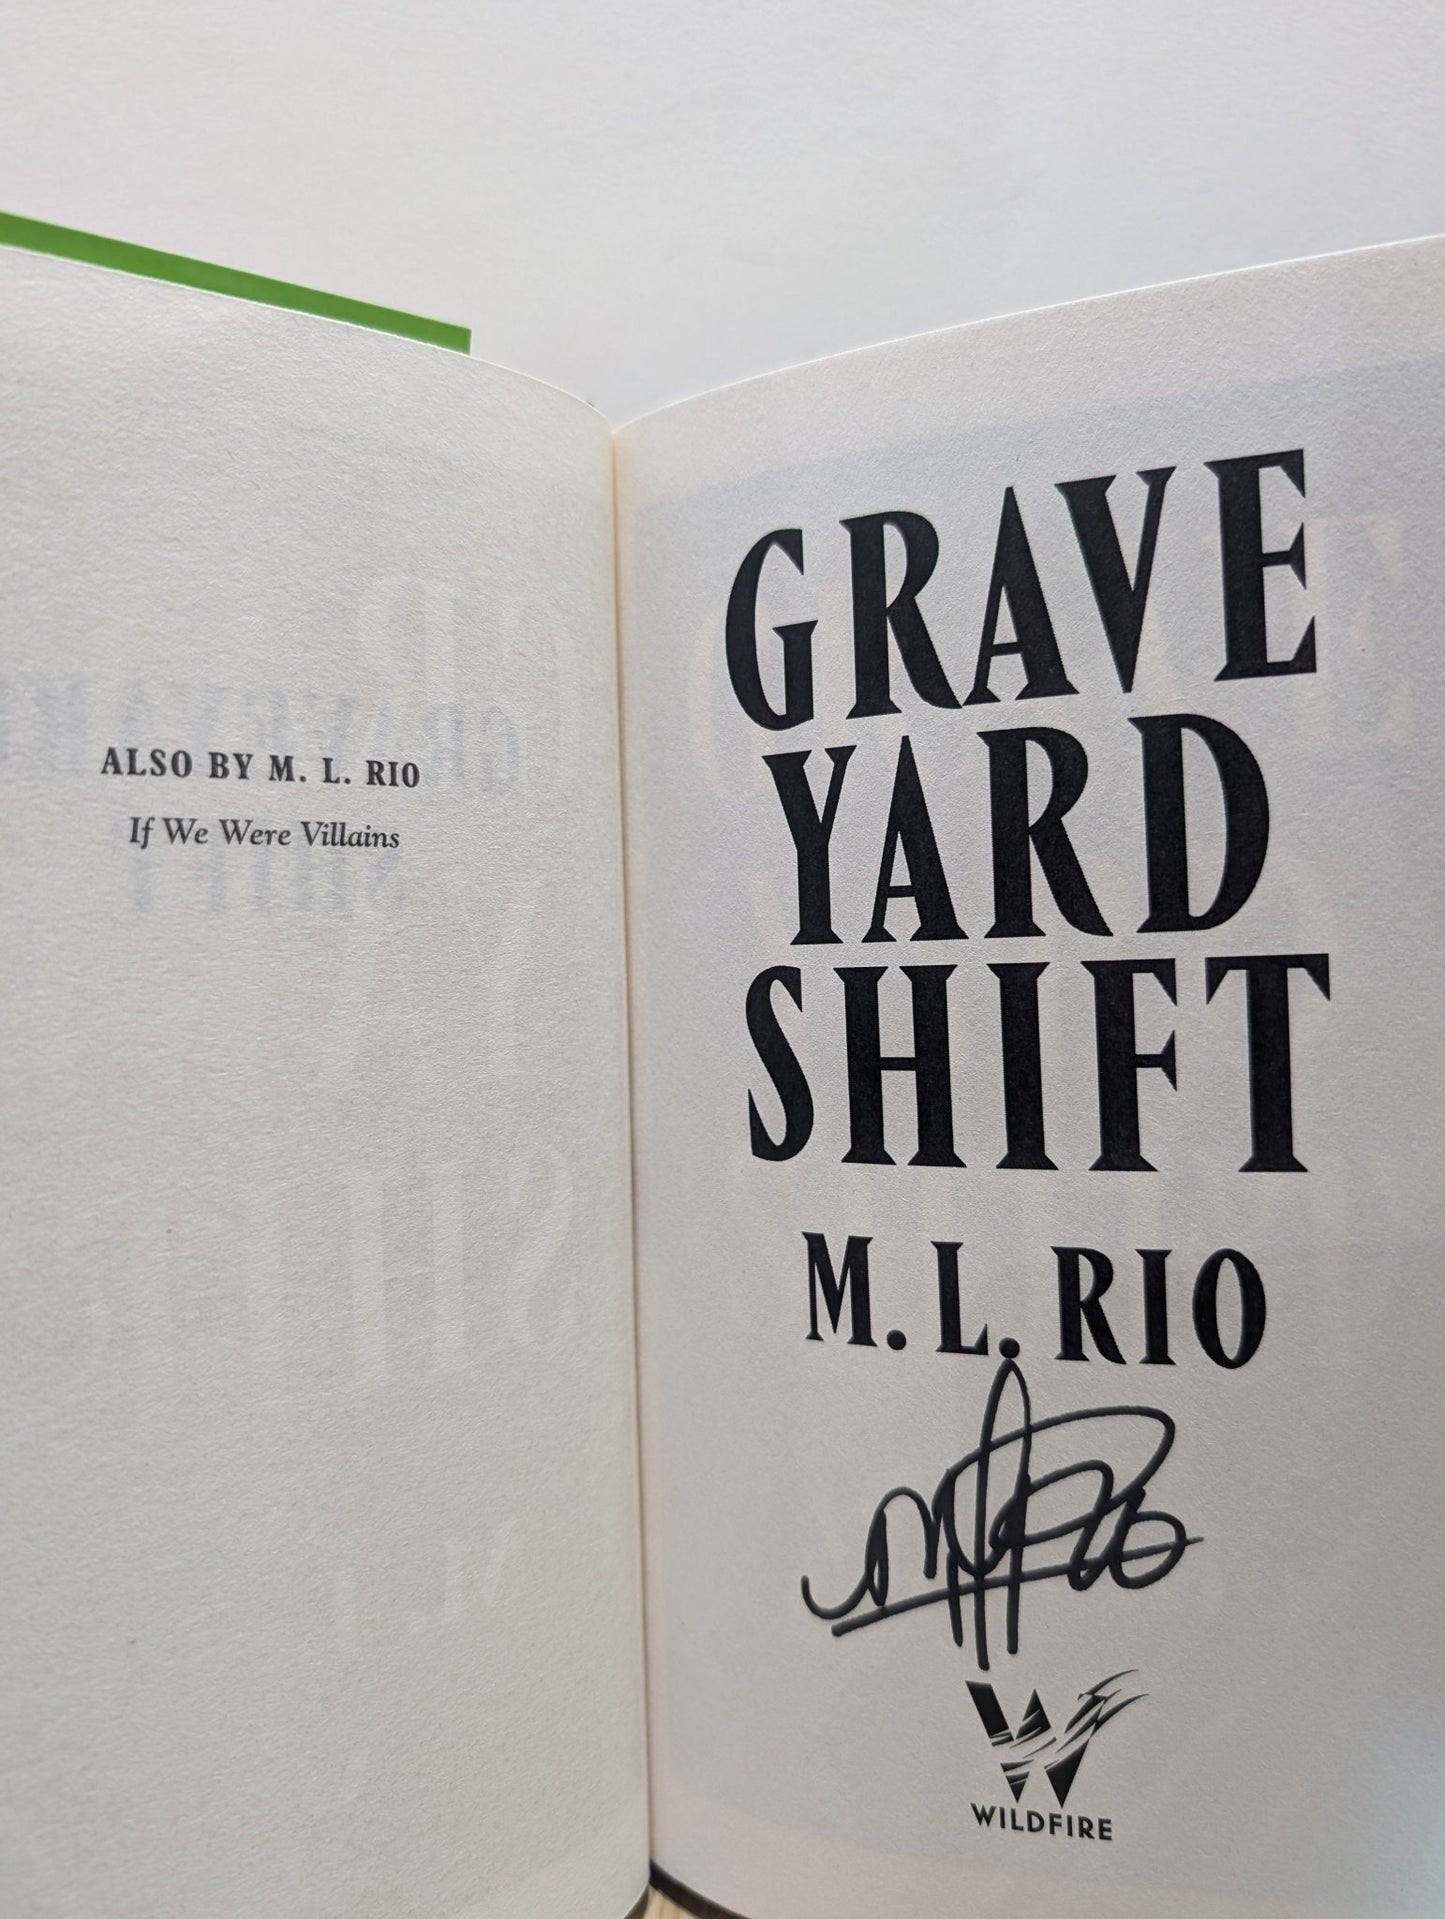 ALSO BY M. L. RIO
If We Were Villains
GRAVE
YARD
SHIFT
M. L. RIO
WILDFIRE